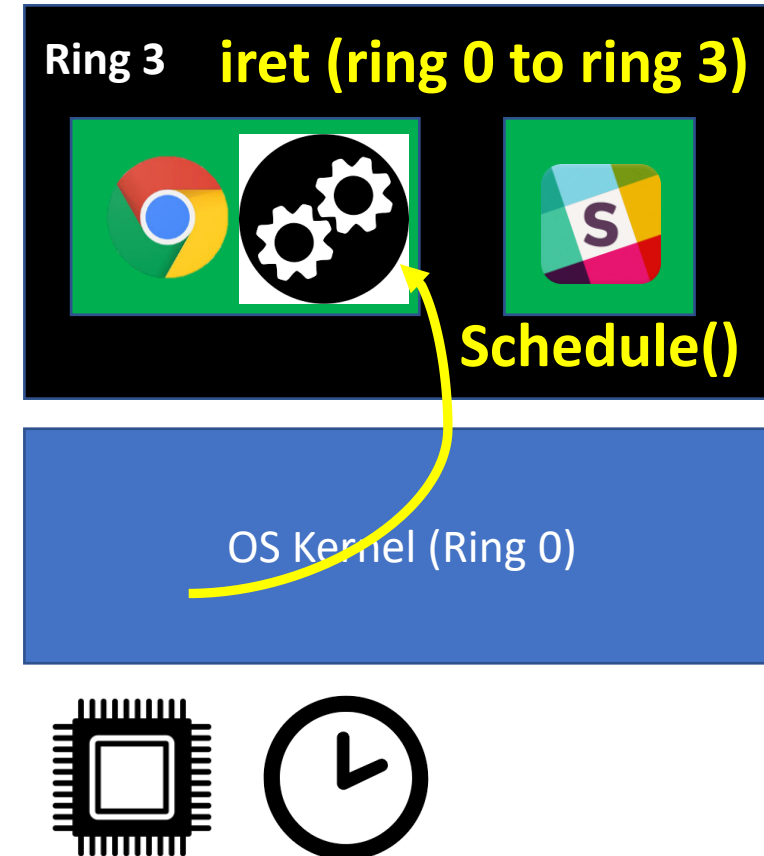 Ring 3 iret (ring 0 to ring 3)
S
Schedule()
OS Kernel (Ring 0)